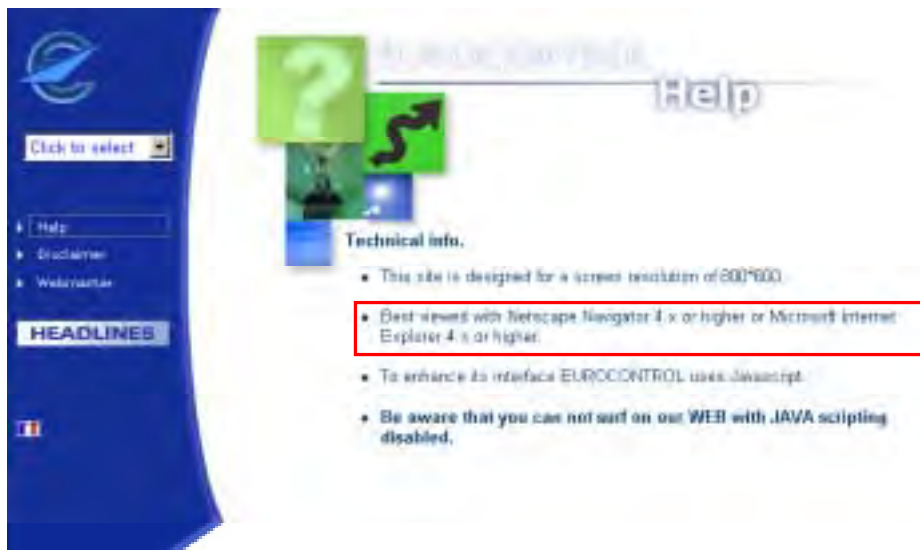 Help
Click to select
Help
Disclaimer
Webmaster
HEADLINES
Technical info.
This site is designed for a screen resolution of 800*600.
Best viewed with Netscape Navigator 4.x or higher or Microsoft Internet
Explorer 4.x or higher.
To enhance its interface EUROCONTROL uses Javascript.
Be aware that you can not surf on our WEB with JAVA scripting
disabled.